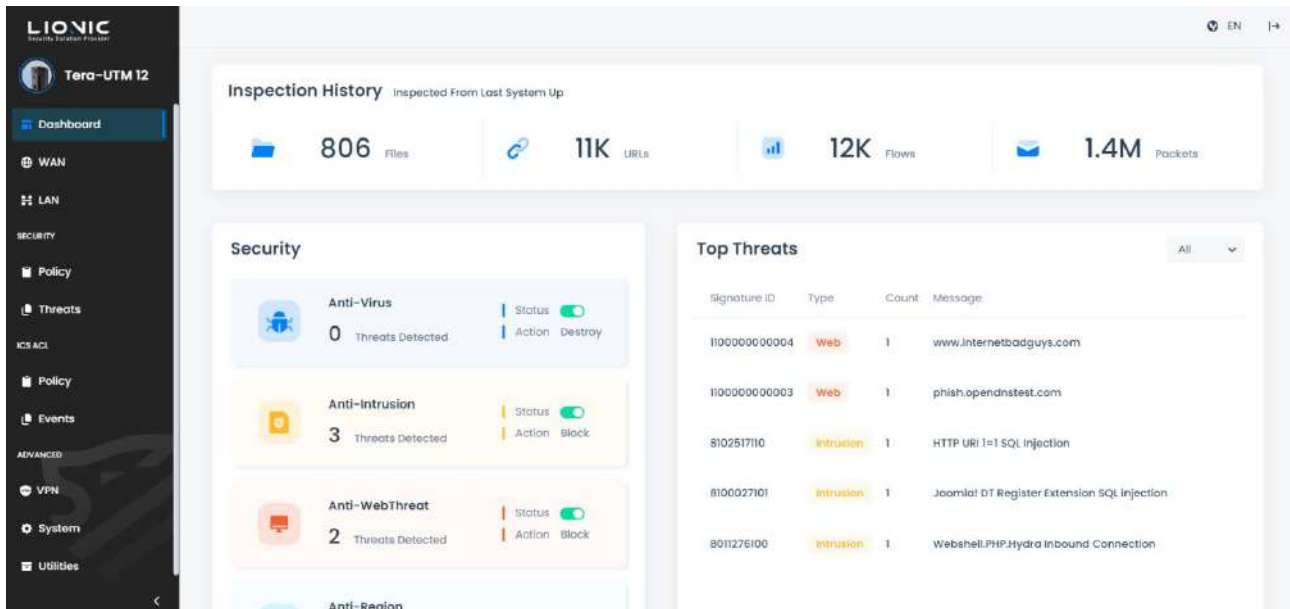 LIONIC
Security Solution Provider
EN
Tera-UTM 12
Dashboard
WAN
LAN
SECURITY
Policy
Threats
ICS ACL
Policy
Events
ADVANCED
VPN
System
Utilities
Inspection History Inspected From Last System Up
806 Files
11K URLs
12K Flows
1.4M Packets
Security
Anti-Virus
0 Threats Detected
Status
Action Destroy
Anti-Intrusion
3 Threats Detected
Status
Action Block
Anti-WebThreat
2 Threats Detected
Status
Action Block
Anti-Region
Top Threats
All
Signature ID Type Count Message
1100000000004 Web 1 www.internetbadguys.com
1100000000003 Web 1 phish.opendnstest.com
8102517110 Intrusion 1 HTTP URI 1=1 SQL Injection
8100027101 Intrusion 1 Joomla! DT Register Extension SQL injection
8011276100 Intrusion 1 Webshell.PHP.Hydra Inbound Connection